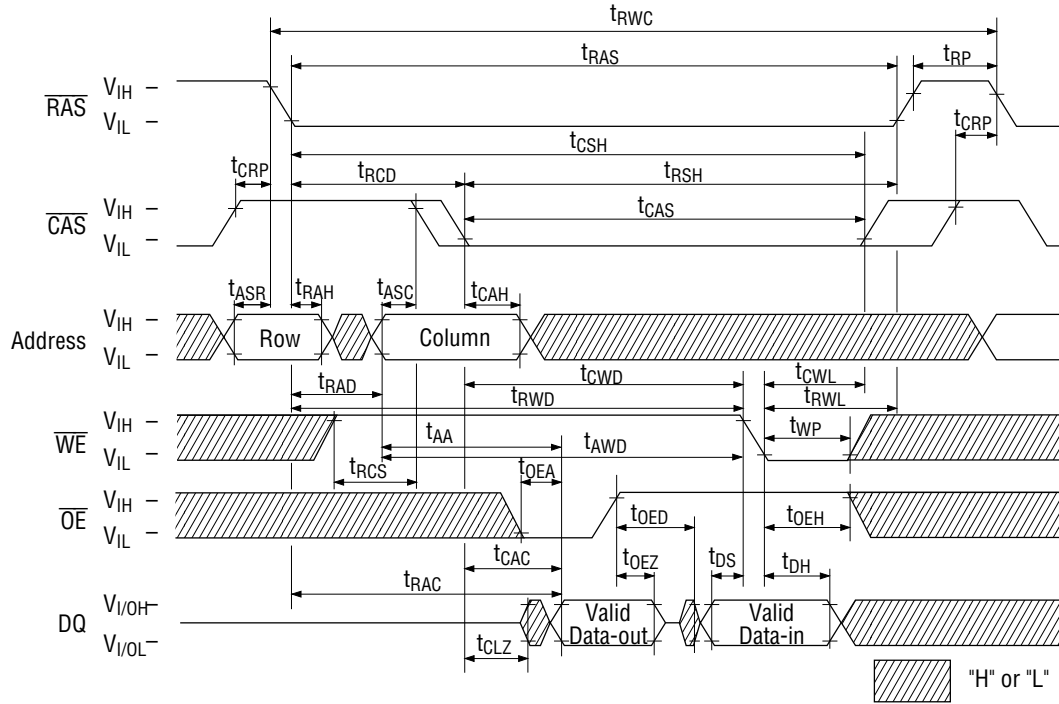 tRWC
tRAS
tRP
RAS
VIH
VIL
tCRP
tCSH
tCRP
tRCD
tRSH
CAS
VIH
VIL
tCAS
tASR
tRAH
tASC
tCAH
Address
VIH
VIL
Row
Column
tRAD
tCWD
tCWL
tRWD
tRWL
WE
VIH
VIL
tAA
tAWD
tWP
tRCS
tOEA
OE
VIH
VIL
tOED
tOEH
tCAC
tOEZ
tDS
tDH
tRAC
DQ
VI/OH
VI/OL
Valid
Data-out
Valid
Data-in
tCLZ
"H" or "L"